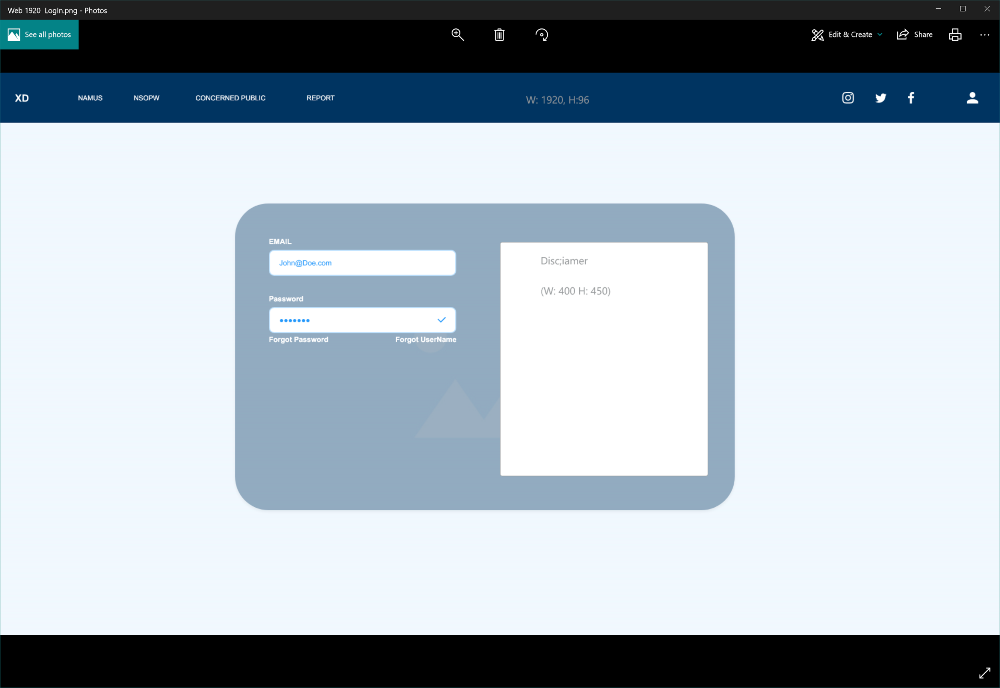 Web 1920  LogIn.png - Photos
See all photos
Edit & Create
Share
XD NAMUS NSOPW CONCERNED PUBLIC REPORT W: 1920, H:96
EMAIL
John@Doe.com
Password
Forgot Password Forgot UserName
Disc;iamer
(W: 400 H: 450)